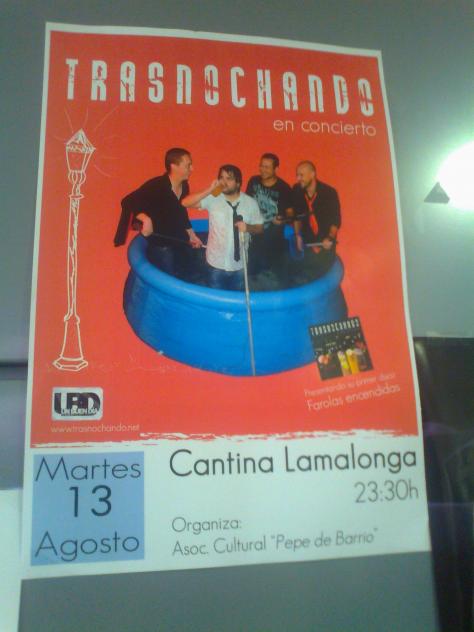 TRASNOCHANDO
en concierto
TRASNOCHANDO
Presentando su primer disco
Farolas encendidas
UBD
UN BUEN DIA
www.trasnochando.net
Martes
13
Agosto
Cantina Lamalonga
23:30h
Organiza:
Asoc. Cultural "Pepe de Barrio"